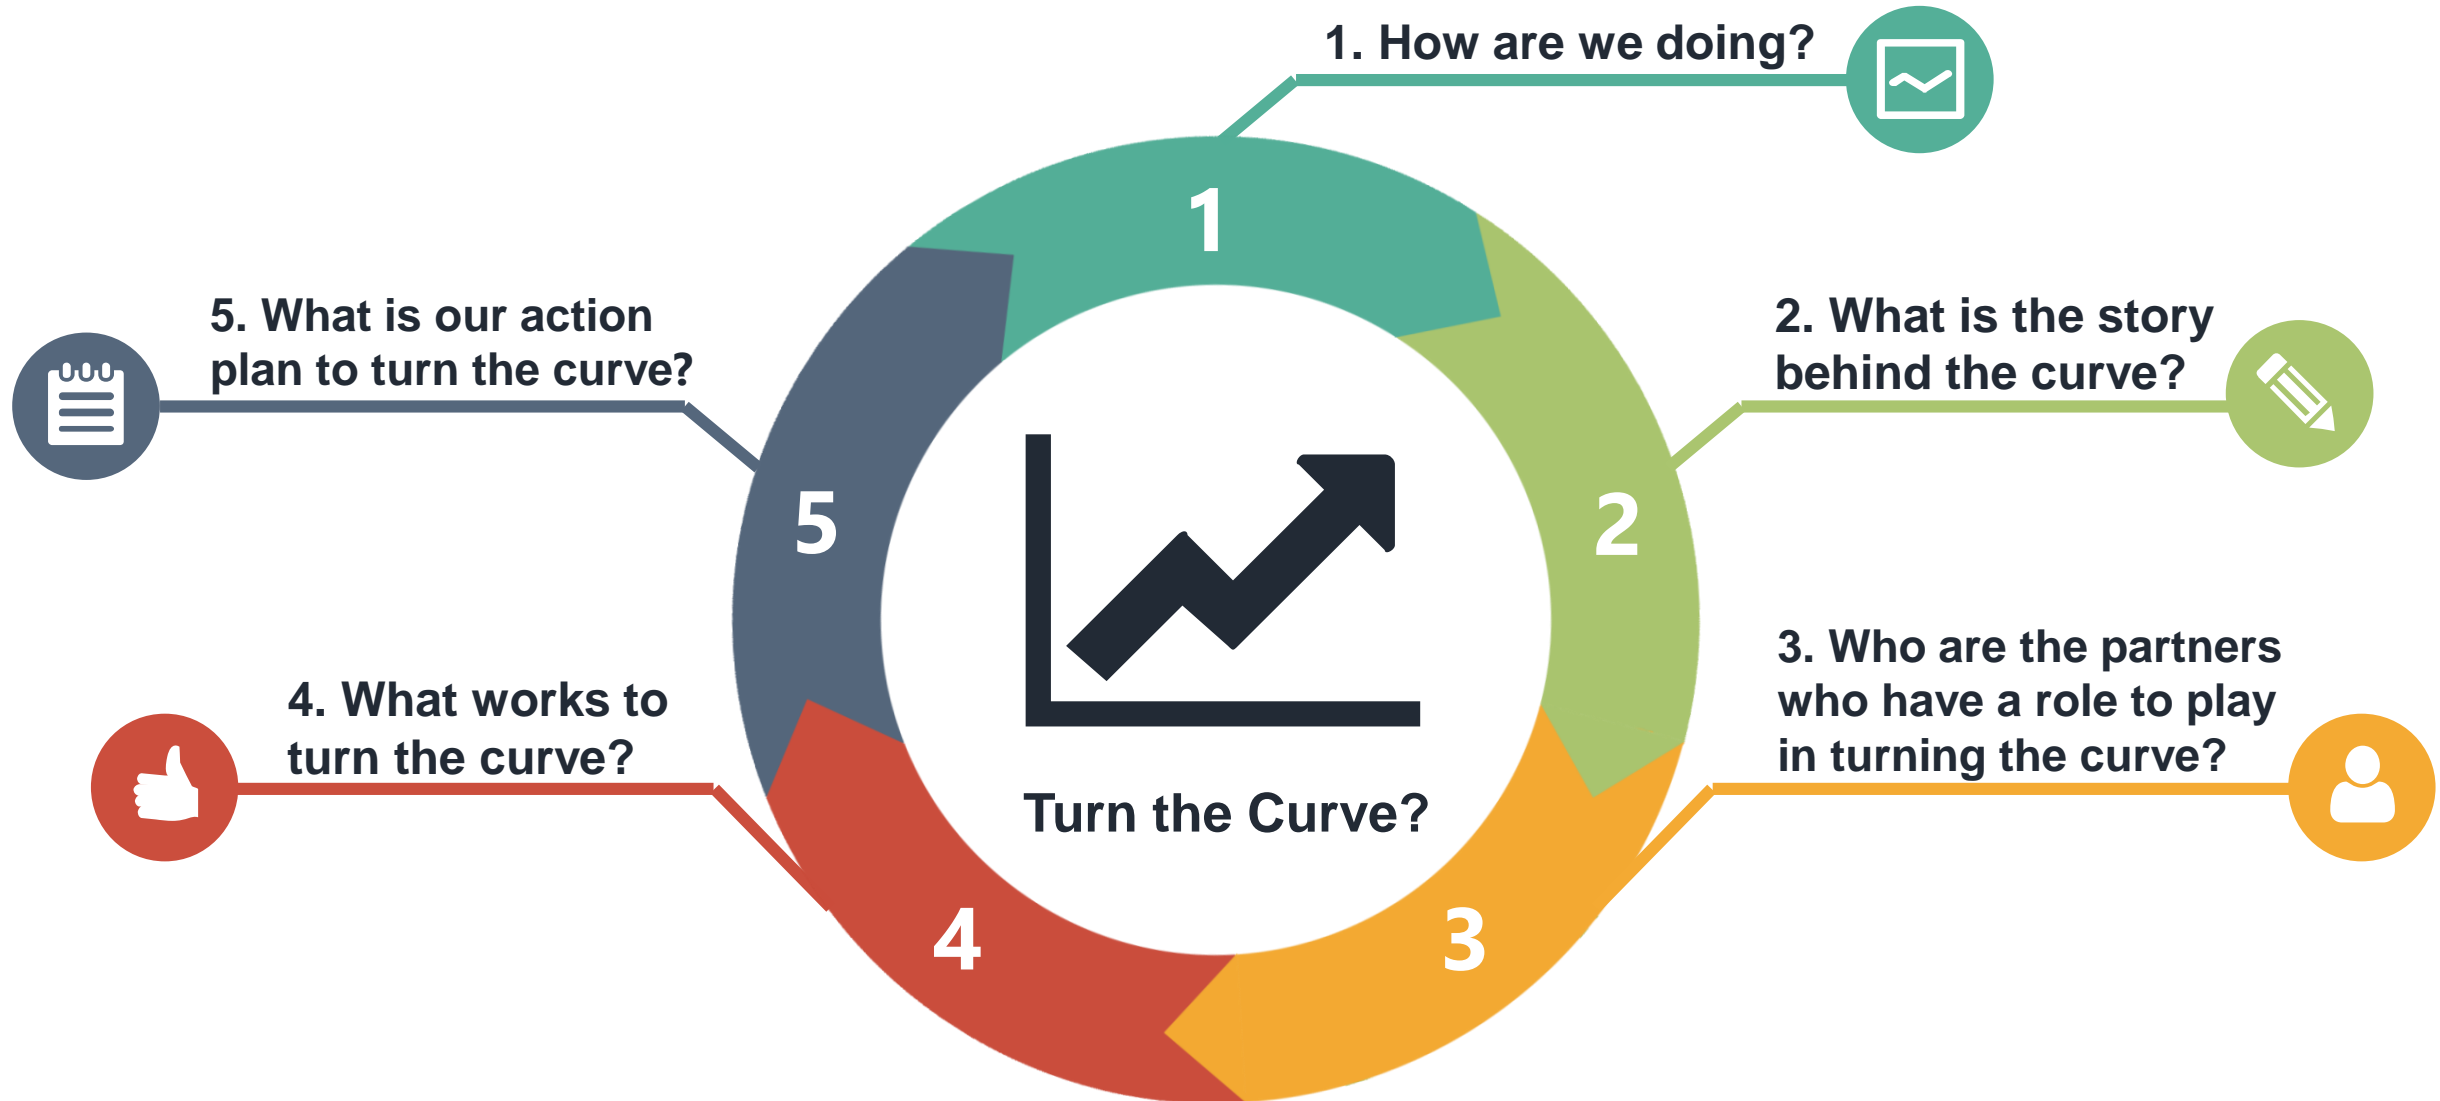 1. How are we doing?
1
5. What is our action
plan to turn the curve?
2. What is the story
behind the curve?
5
2
3. Who are the partners
who have a role to play
in turning the curve?
4. What works to
turn the curve?
Turn the Curve?
4
3